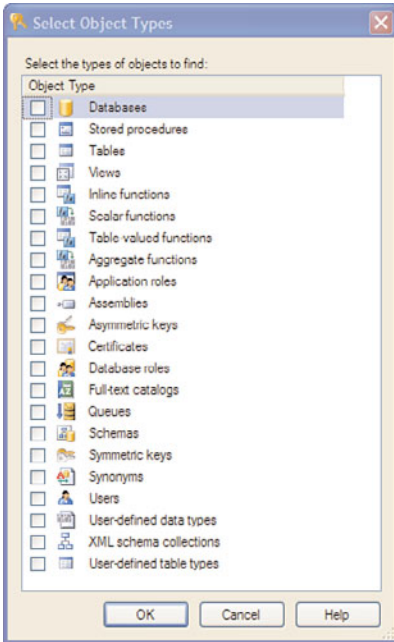 Select Object Types
Select the types of objects to find:
Object Type
Databases
Stored procedures
Tables
Views
Inline functions
Scalar functions
Table-valued functions
Aggregate functions
Application roles
Assemblies
Asymmetric keys
Certificates
Database roles
Full-text catalogs
Queues
Schemas
Symmetric keys
Synonyms
Users
User-defined data types
XML schema collections
User-defined table types
OK Cancel Help